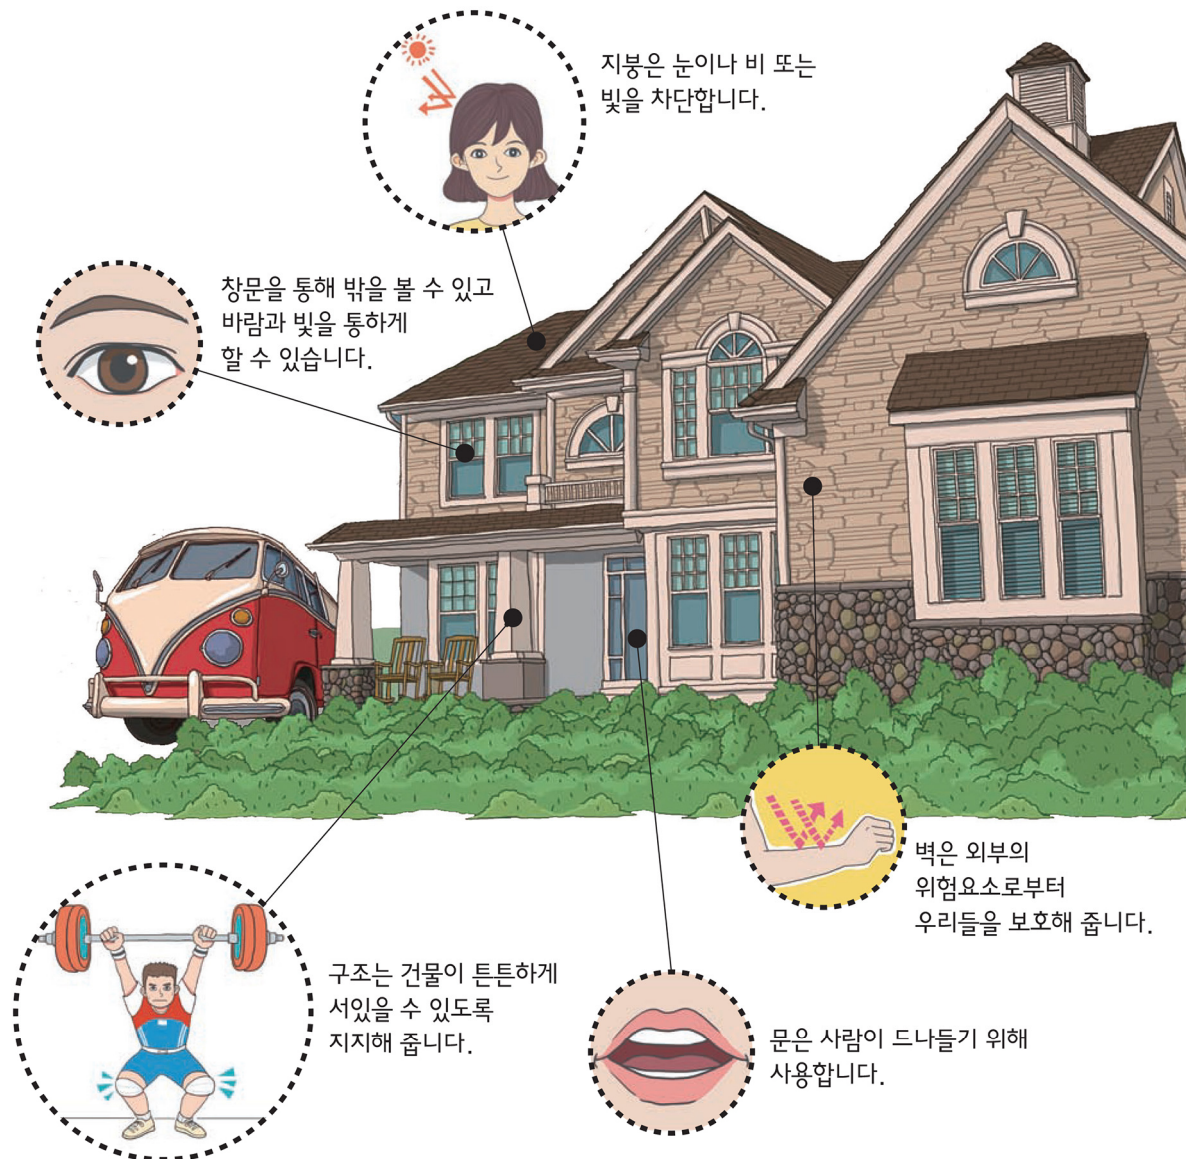 지붕은 눈이나 비 또는
빛을 차단합니다.
창문을 통해 밖을 볼 수 있고
바람과 빛을 통하게
할 수 있습니다.
벽은 외부의
위험요소로부터
우리들을 보호해 줍니다.
구조는 건물이 튼튼하게
서있을 수 있도록
지지해 줍니다.
문은 사람이 드나들기 위해
사용합니다.